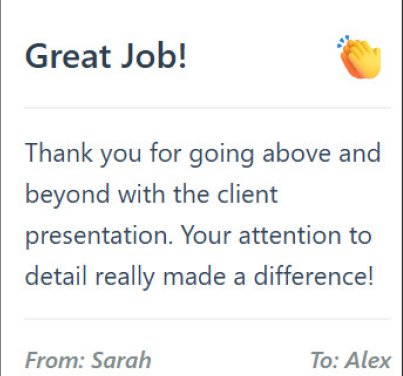 Great Job!
Thank you for going above and
beyond with the client
presentation. Your attention to
detail really made a difference!
From: Sarah To: Alex